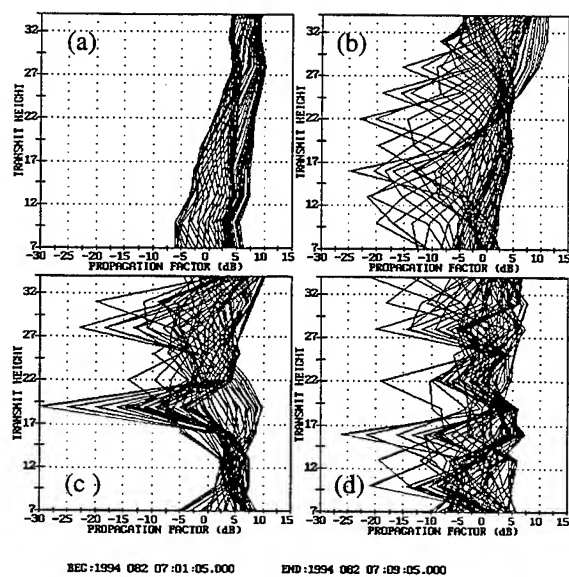 (a)
TRANSMIT HEIGHT
32
27
22
17
12
7
-30 -25 -20 -15 -10 -5 0 5 10 15
PROPAGATION FACTOR (dB)
(b)
TRANSMIT HEIGHT
32
27
22
17
12
7
-30 -25 -20 -15 -10 -5 0 5 10 15
PROPAGATION FACTOR (dB)
(c)
TRANSMIT HEIGHT
32
27
22
17
12
7
-30 -25 -20 -15 -10 -5 0 5 10 15
PROPAGATION FACTOR (dB)
(d)
TRANSMIT HEIGHT
32
27
22
17
12
7
-30 -25 -20 -15 -10 -5 0 5 10 15
PROPAGATION FACTOR (dB)
BEG:1994 082 07:01:05.000 END:1994 082 07:09:05.000